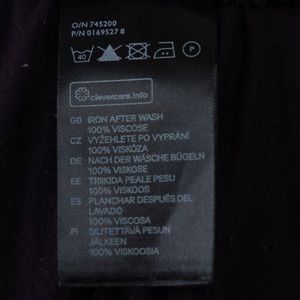 O/N 745200
P/N 0169527 8
40 P
clevercare.info
GB IRON AFTER WASH
100% VISCOSE
CZ VYŽEHLETE PO VYPRÁNÍ
100% VISKÓZA
DE NACH DER WÄSCHE BÜGELN
100% VISKOSE
EE TRIIKIDA PEALE PESU
100% VISKOOS
ES PLANCHAR DESPUÉS DEL
LAVADO
100% VISCOSA
FI SILITETTÄVÄ PESUN
JÄLKEEN
100% VISKOOSIA